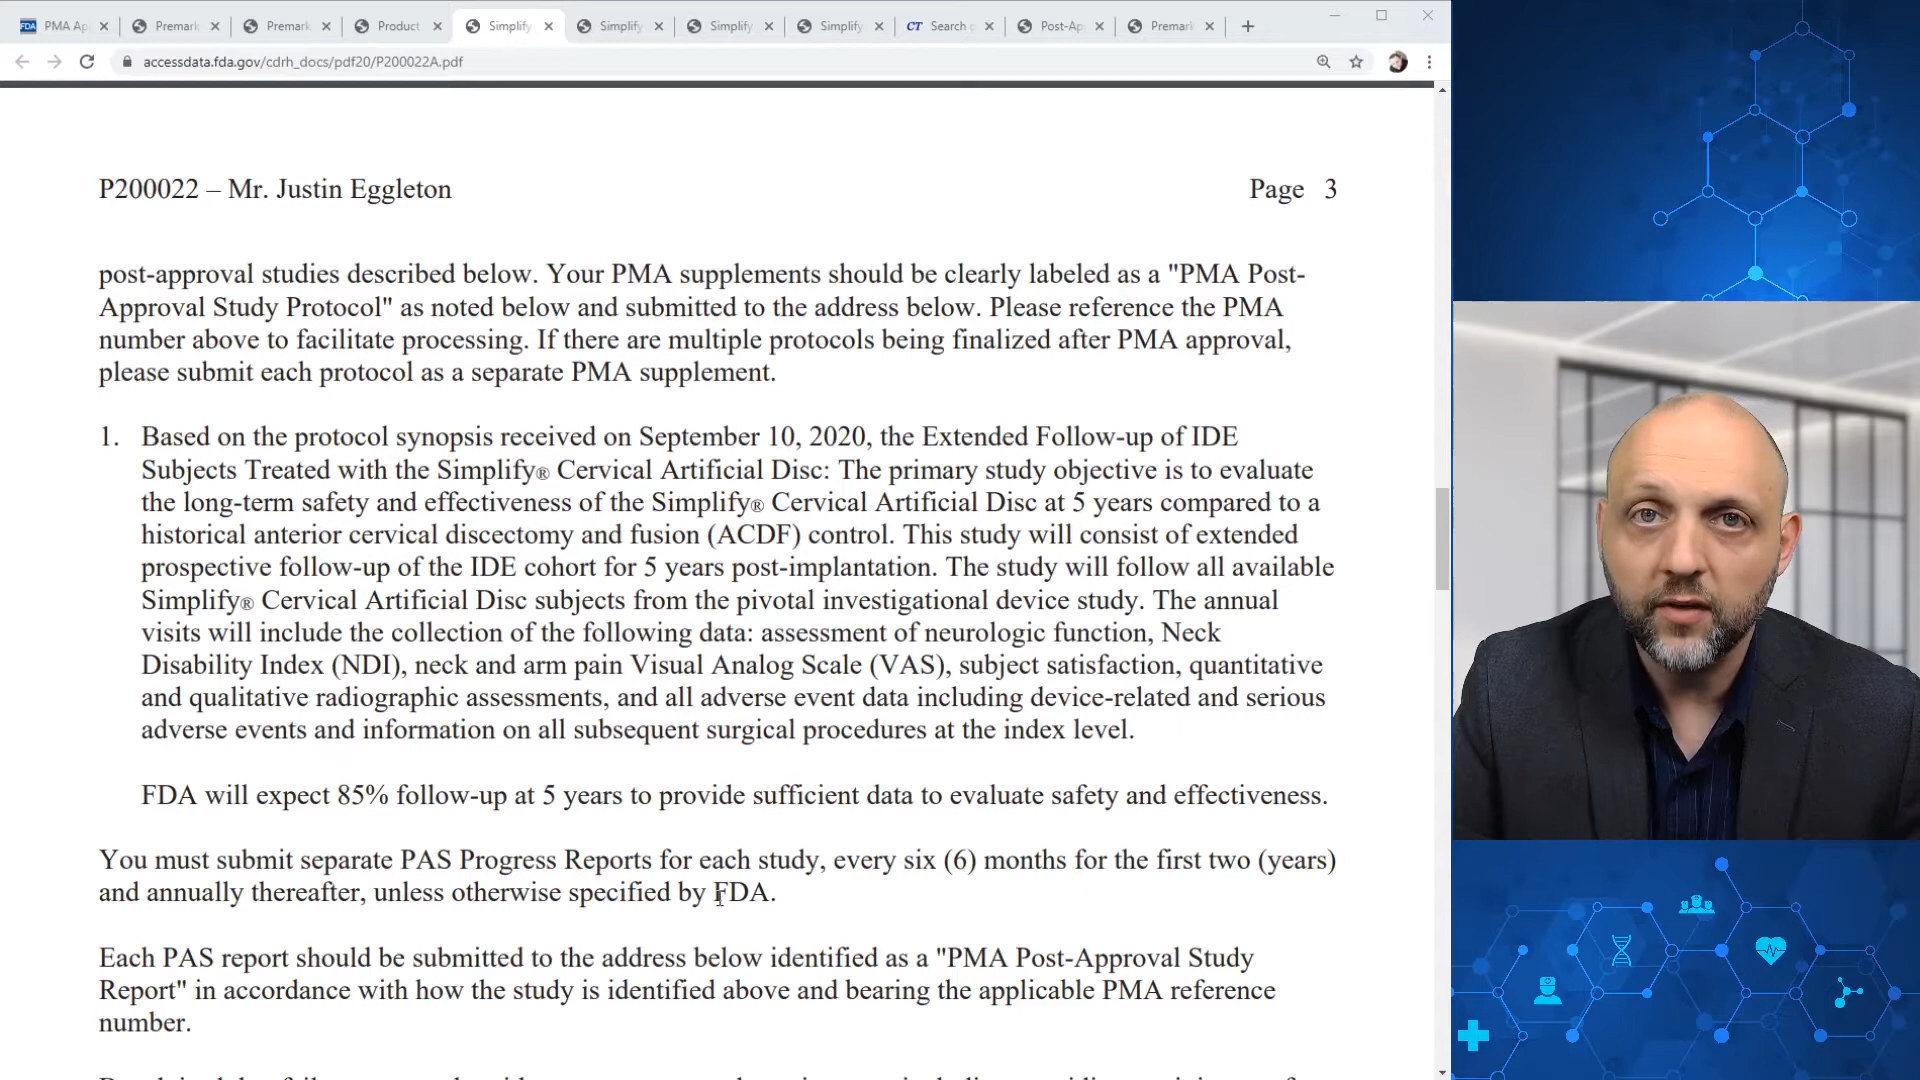 FDA PMA Ap
Premark
Premark
Product
Simplify
Simplify
Simplify
Simplify
CT Search c
Post-Ap
Premark
accessdata.fda.gov/cdrh_docs/pdf20/P200022A.pdf
P200022 – Mr. Justin Eggleton Page 3
post-approval studies described below. Your PMA supplements should be clearly labeled as a "PMA Post-
Approval Study Protocol" as noted below and submitted to the address below. Please reference the PMA
number above to facilitate processing. If there are multiple protocols being finalized after PMA approval,
please submit each protocol as a separate PMA supplement.
1. Based on the protocol synopsis received on September 10, 2020, the Extended Follow-up of IDE
Subjects Treated with the Simplify® Cervical Artificial Disc: The primary study objective is to evaluate
the long-term safety and effectiveness of the Simplify® Cervical Artificial Disc at 5 years compared to a
historical anterior cervical discectomy and fusion (ACDF) control. This study will consist of extended
prospective follow-up of the IDE cohort for 5 years post-implantation. The study will follow all available
Simplify® Cervical Artificial Disc subjects from the pivotal investigational device study. The annual
visits will include the collection of the following data: assessment of neurologic function, Neck
Disability Index (NDI), neck and arm pain Visual Analog Scale (VAS), subject satisfaction, quantitative
and qualitative radiographic assessments, and all adverse event data including device-related and serious
adverse events and information on all subsequent surgical procedures at the index level.
FDA will expect 85% follow-up at 5 years to provide sufficient data to evaluate safety and effectiveness.
You must submit separate PAS Progress Reports for each study, every six (6) months for the first two (years)
and annually thereafter, unless otherwise specified by FDA.
Each PAS report should be submitted to the address below identified as a "PMA Post-Approval Study
Report" in accordance with how the study is identified above and bearing the applicable PMA reference
number.